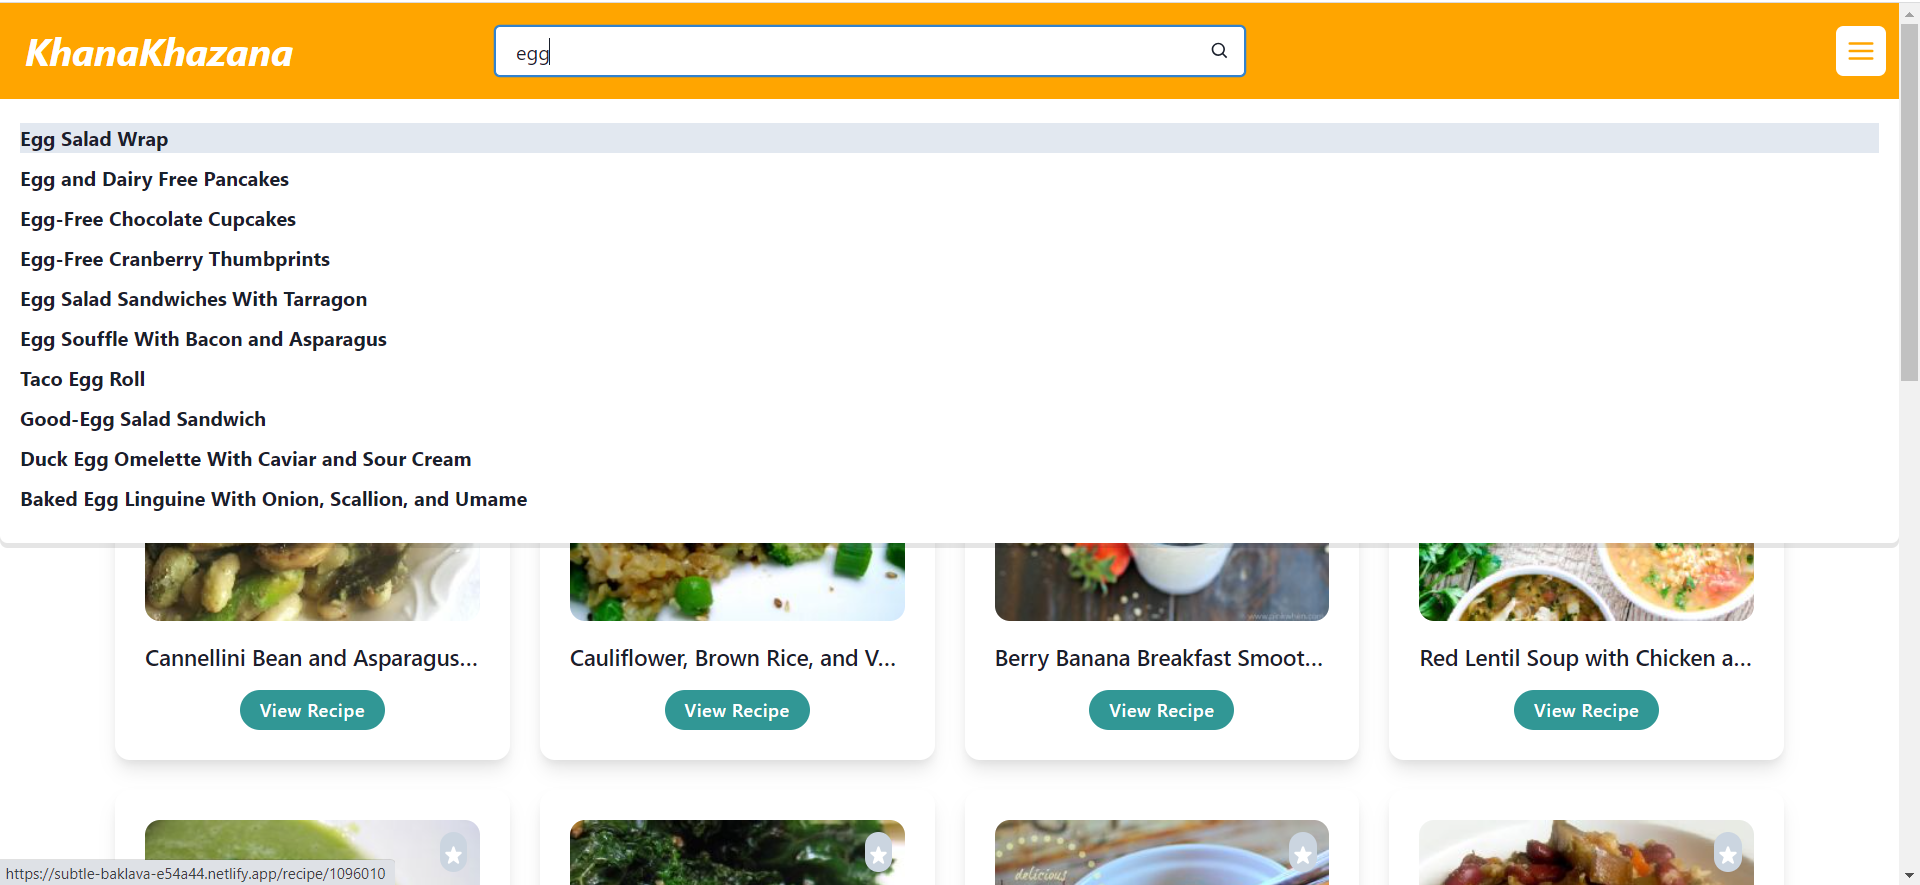 KhanaKhazana
egg
Egg Salad Wrap
Egg and Dairy Free Pancakes
Egg-Free Chocolate Cupcakes
Egg-Free Cranberry Thumbprints
Egg Salad Sandwiches With Tarragon
Egg Souffle With Bacon and Asparagus
Taco Egg Roll
Good-Egg Salad Sandwich
Duck Egg Omelette With Caviar and Sour Cream
Baked Egg Linguine With Onion, Scallion, and Umame
Cannellini Bean and Asparagus...
Cauliflower, Brown Rice, and V...
Berry Banana Breakfast Smoot...
Red Lentil Soup with Chicken a...
View Recipe
View Recipe
View Recipe
View Recipe
delicious
https://subtle-baklava-e54a44.netlify.app/recipe/1096010